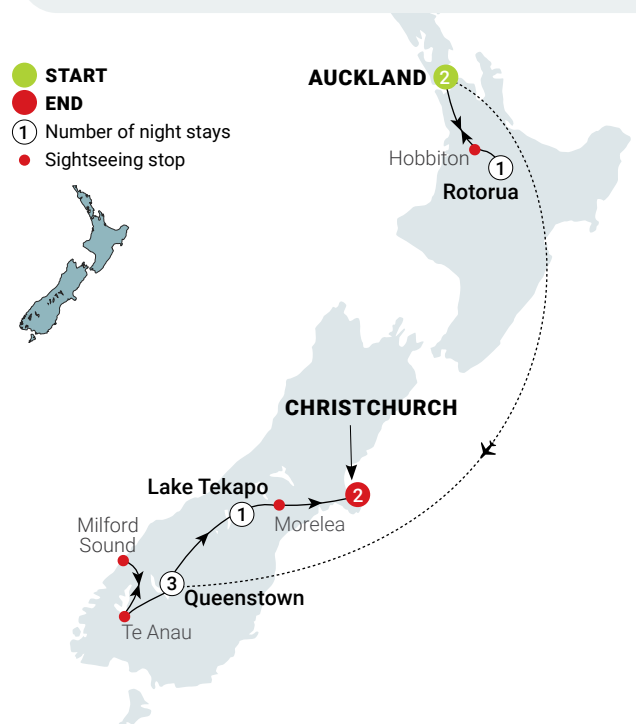 START
END
1 Number of night stays
Sightseeing stop
AUCKLAND 2
Hobbiton
1
Rotorua
CHRISTCHURCH
Lake Tekapo
2
1
Morelea
Milford
Sound
3
Queenstown
Te Anau